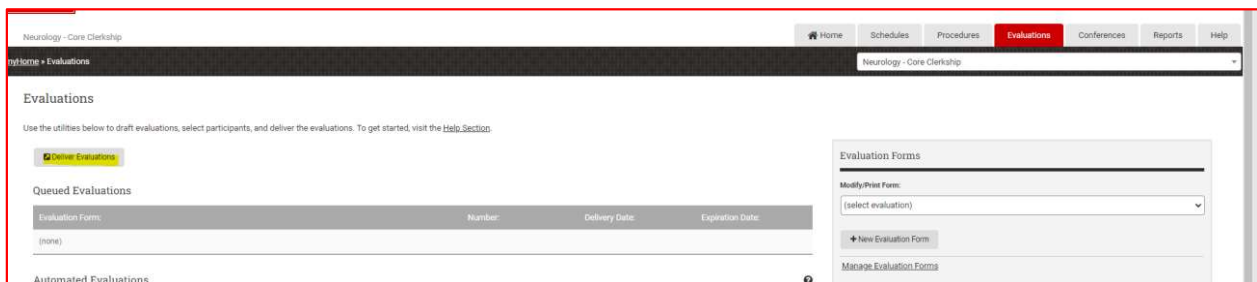 Neurology - Core Clerkship
Home Schedules Procedures Evaluations Conferences Reports Help
myHome » Evaluations
Neurology - Core Clerkship
Evaluations
Use the utilities below to draft evaluations, select participants, and deliver the evaluations. To get started, visit the Help Section.
Deliver Evaluations
Queued Evaluations
Evaluation Form: Number: Delivery Date: Expiration Date:
(none)
Automated Evaluations
Evaluation Forms
Modify/Print Form:
(select evaluation)
+ New Evaluation Form
Manage Evaluation Forms